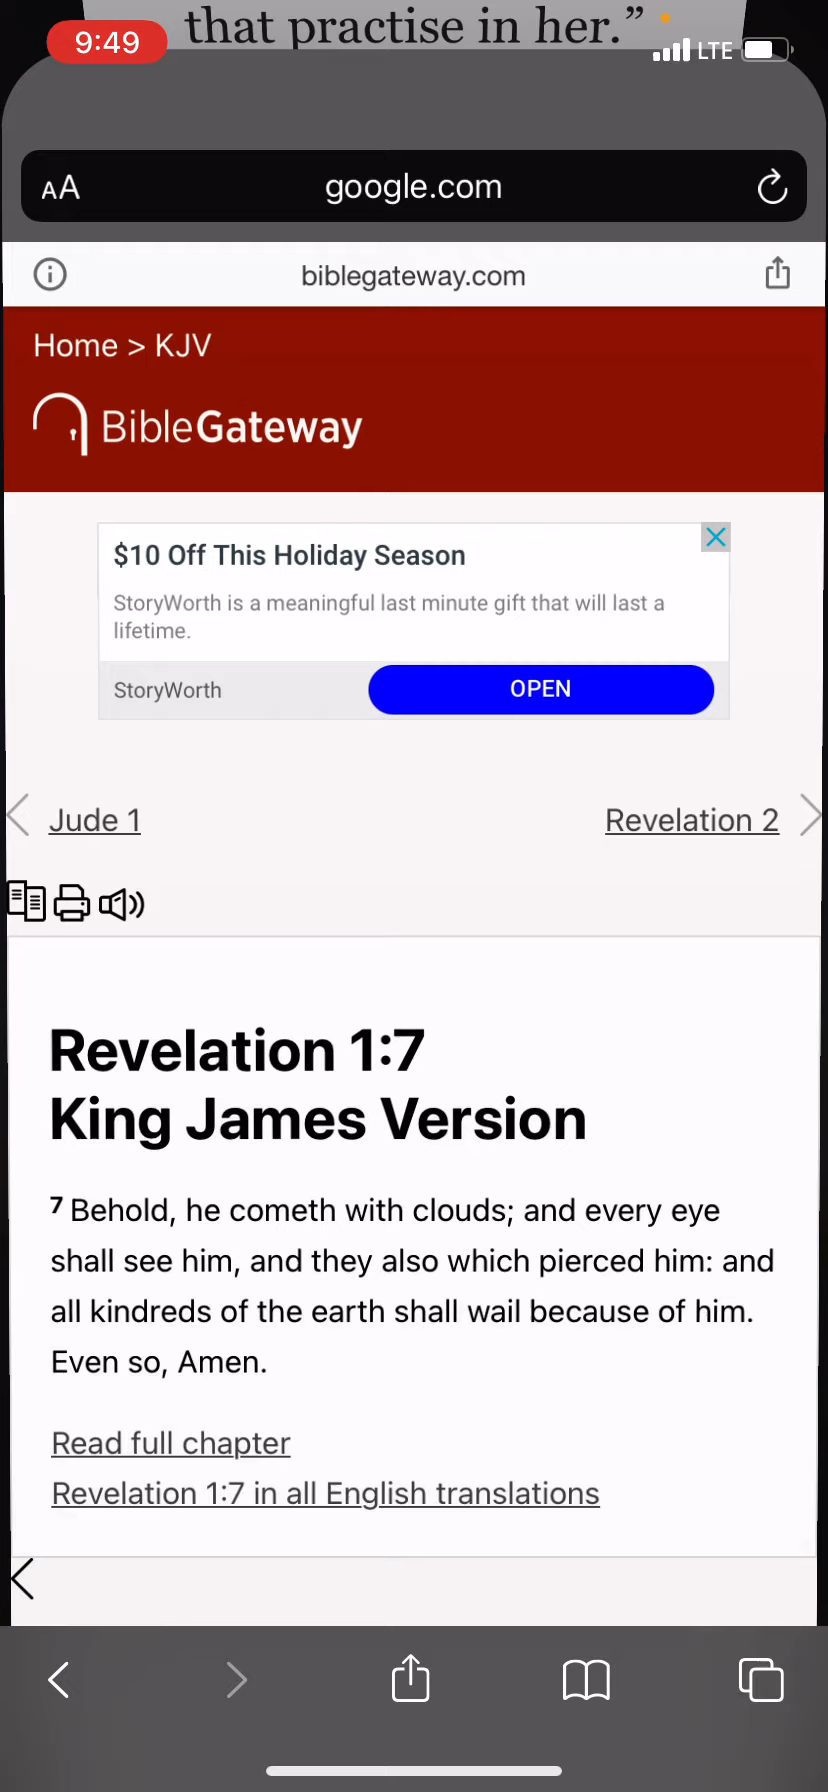 that practise in her.”
9:49
LTE
AA google.com
biblegateway.com
Home > KJV
BibleGateway
$10 Off This Holiday Season
StoryWorth is a meaningful last minute gift that will last a
lifetime.
StoryWorth OPEN
Jude 1 Revelation 2
Revelation 1:7
King James Version
7 Behold, he cometh with clouds; and every eye
shall see him, and they also which pierced him: and
all kindreds of the earth shall wail because of him.
Even so, Amen.
Read full chapter
Revelation 1:7 in all English translations